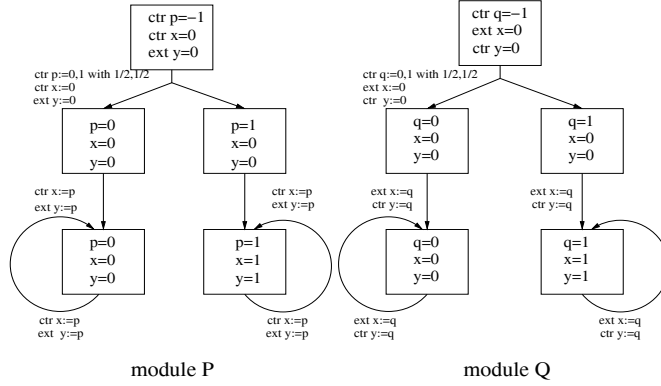 ctr p=−1
ctr x=0
ext y=0
ctr p:=0,1 with 1/2,1/2
ctr x:=0
ext y:=0
p=0
x=0
y=0
p=1
x=0
y=0
ctr x:=p
ext y:=p
ctr x:=p
ext y:=p
p=0
x=0
y=0
p=1
x=1
y=1
ctr x:=p
ext y:=p
ctr x:=p
ext y:=p
module P
ctr q=−1
ext x=0
ctr y=0
ctr q:=0,1 with 1/2,1/2
ext x:=0
ctr y:=0
q=0
x=0
y=0
q=1
x=0
y=0
ext x:=q
ctr y:=q
ext x:=q
ctr y:=q
q=0
x=0
y=0
q=1
x=1
y=1
ext x:=q
ctr y:=q
ext x:=q
ctr y:=q
module Q